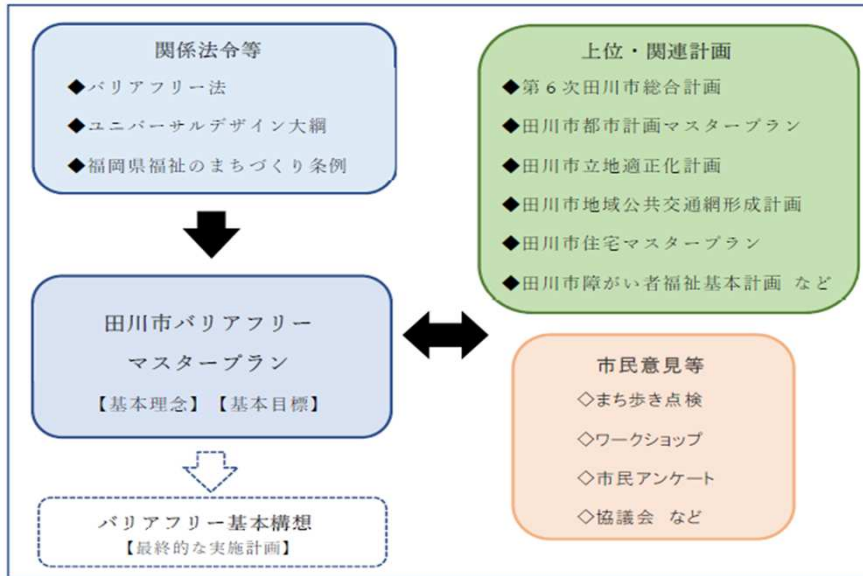 関係法令等
◆バリアフリー法
◆ユニバーサルデザイン大綱
◆福岡県福祉のまちづくり条例
上位・関連計画
◆第6次田川市総合計画
◆田川市都市計画マスタープラン
◆田川市立地適正化計画
◆田川市地域公共交通網形成計画
◆田川市住宅マスタープラン
◆田川市障がい者福祉基本計画 など
田川市バリアフリー
マスタープラン
【基本理念】【基本目標】
市民意見等
◇まち歩き点検
◇ワークショップ
◇市民アンケート
◇協議会 など
バリアフリー基本構想
【最終的な実施計画】